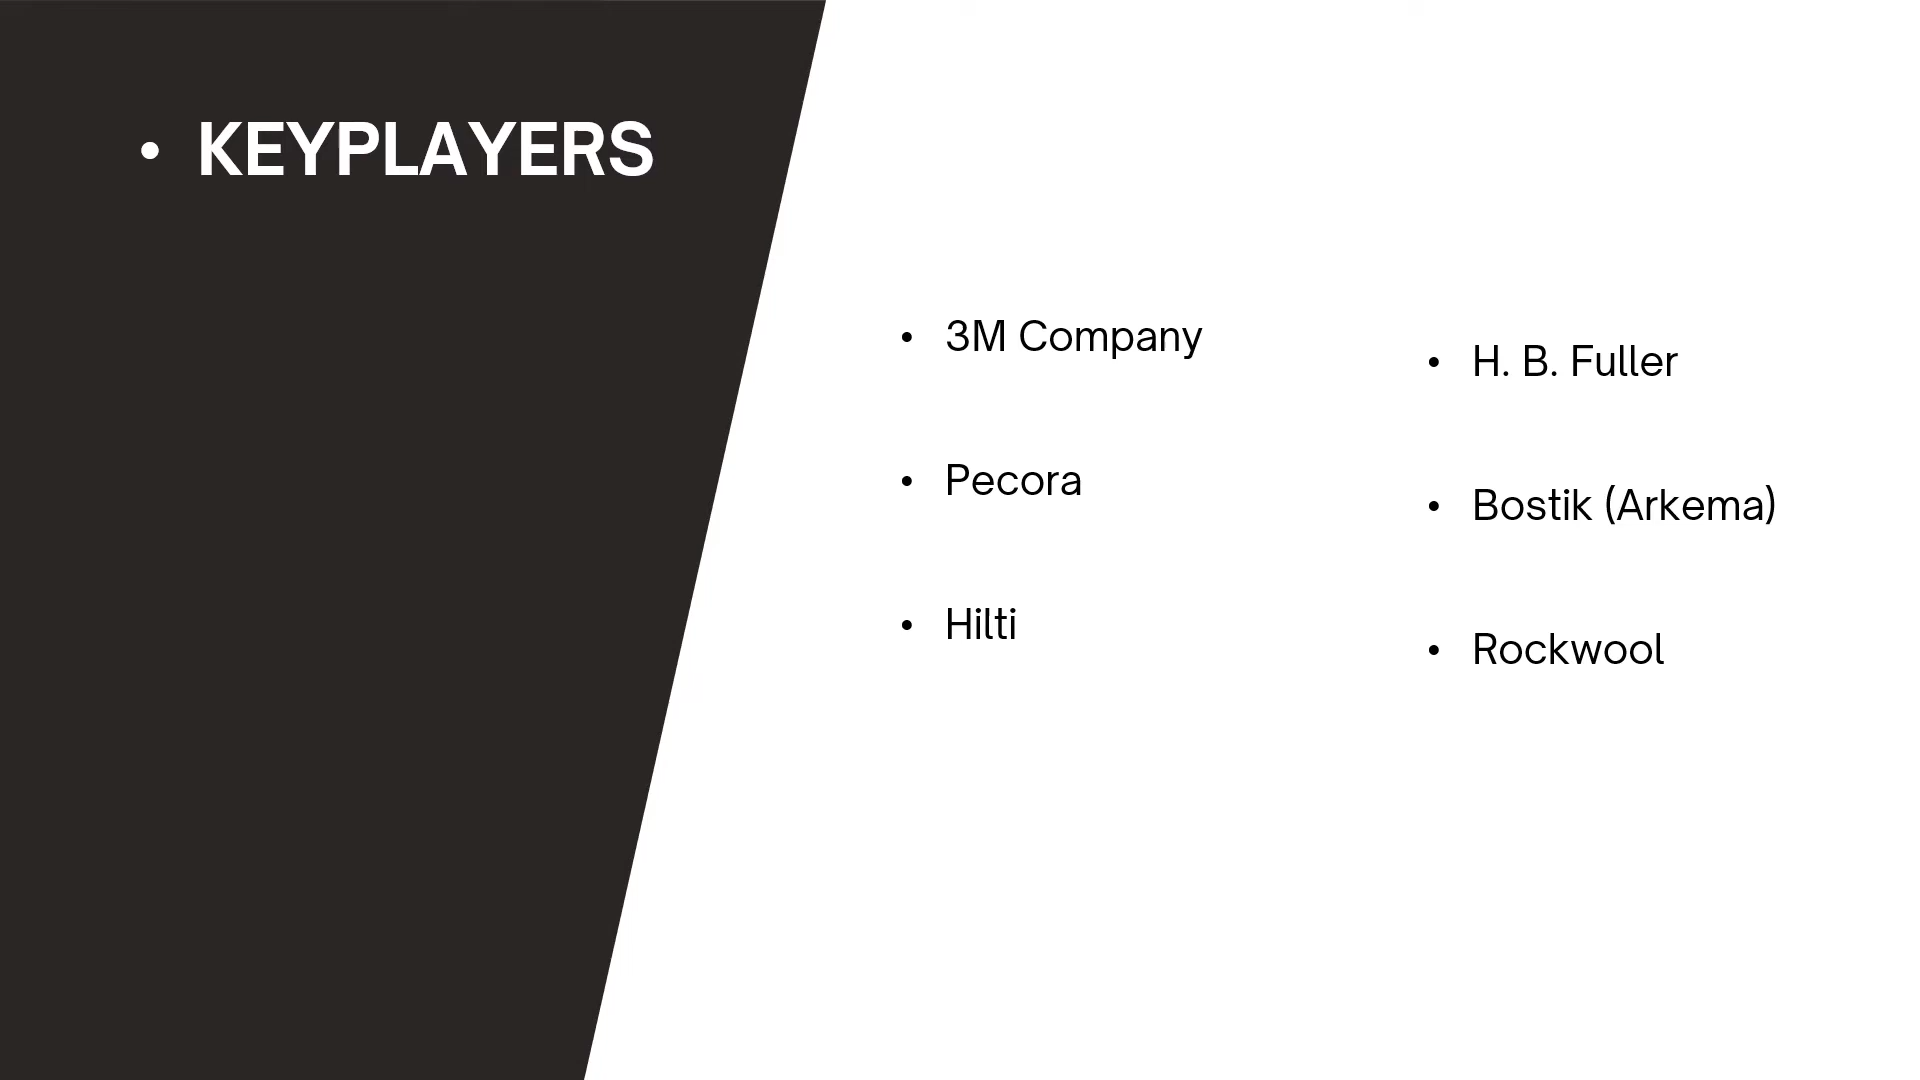 • KEYPLAYERS
• 3M Company
• Pecora
• Hilti
• H. B. Fuller
• Bostik (Arkema)
• Rockwool